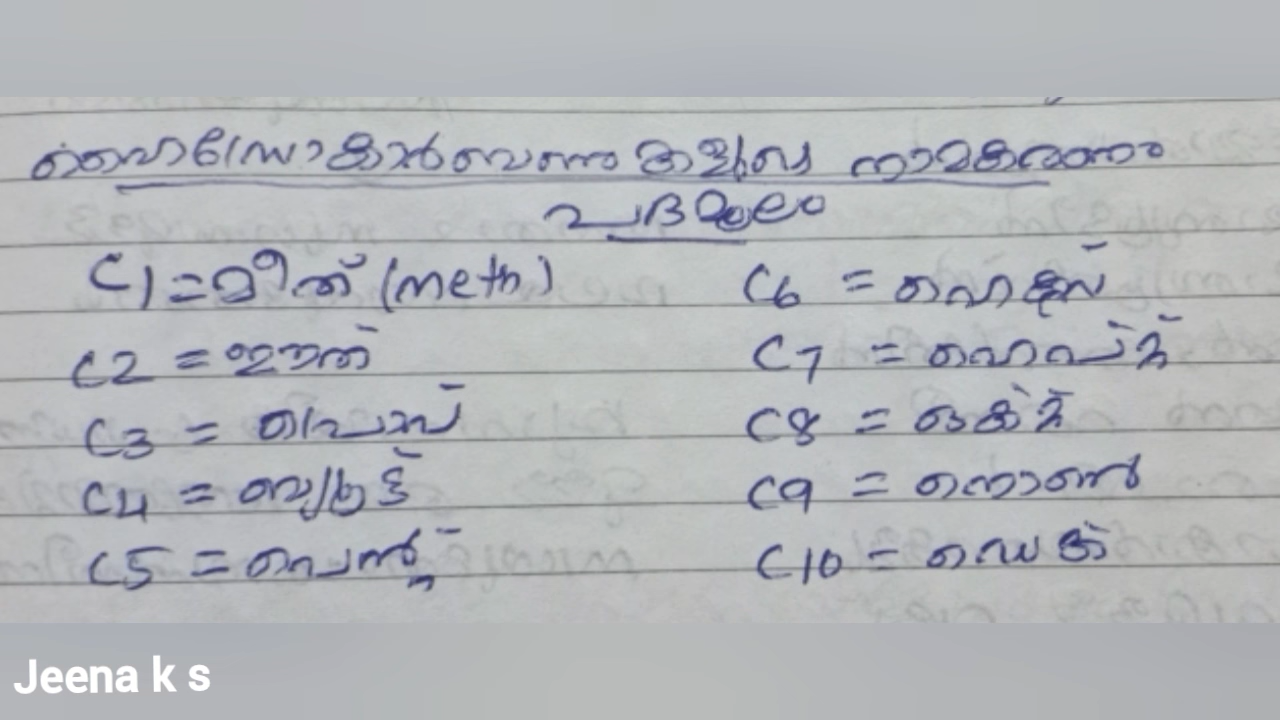 ഹൈഡ്രോകാർബണുകളുടെ നാമകരണം
പദമൂലം
C1 = മീത് (meth)
C2 = ഈത്
C3 = പ്രൊപ്
C4 = ബ്യൂട്ട്
C5 = പെന്റ്
C6 = ഹെക്സ്
C7 = ഹെപ്റ്റ്
C8 = ഒക്റ്റ്
C9 = നൊൺ
C10 = ഡെക്
Jeena k s